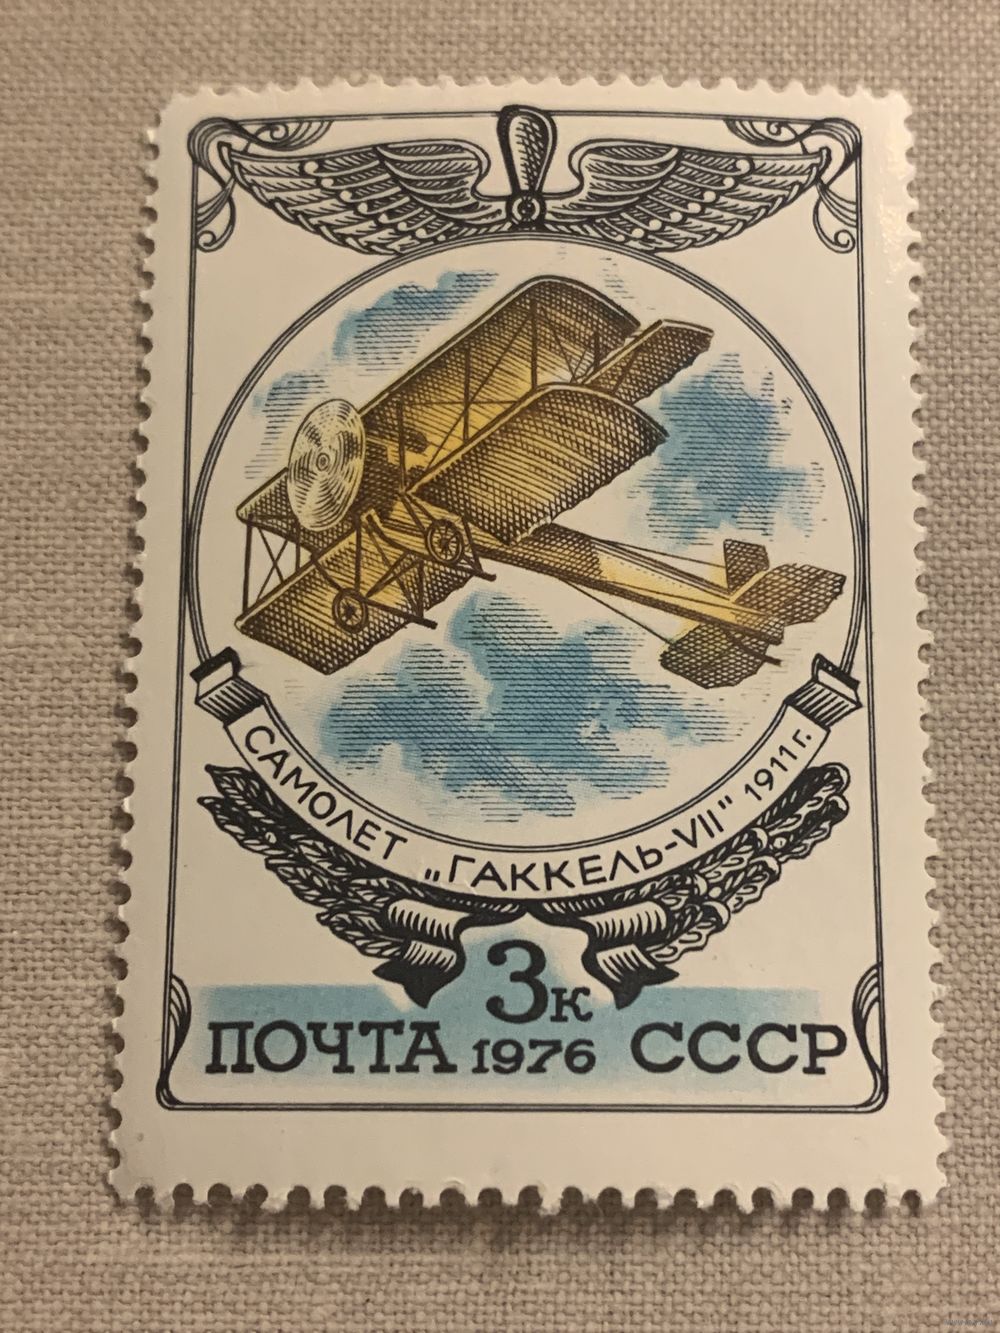 САМОЛЕТ „ГАККЕЛЬ-VII" 1911 г.
3к
ПОЧТА 1976 СССР